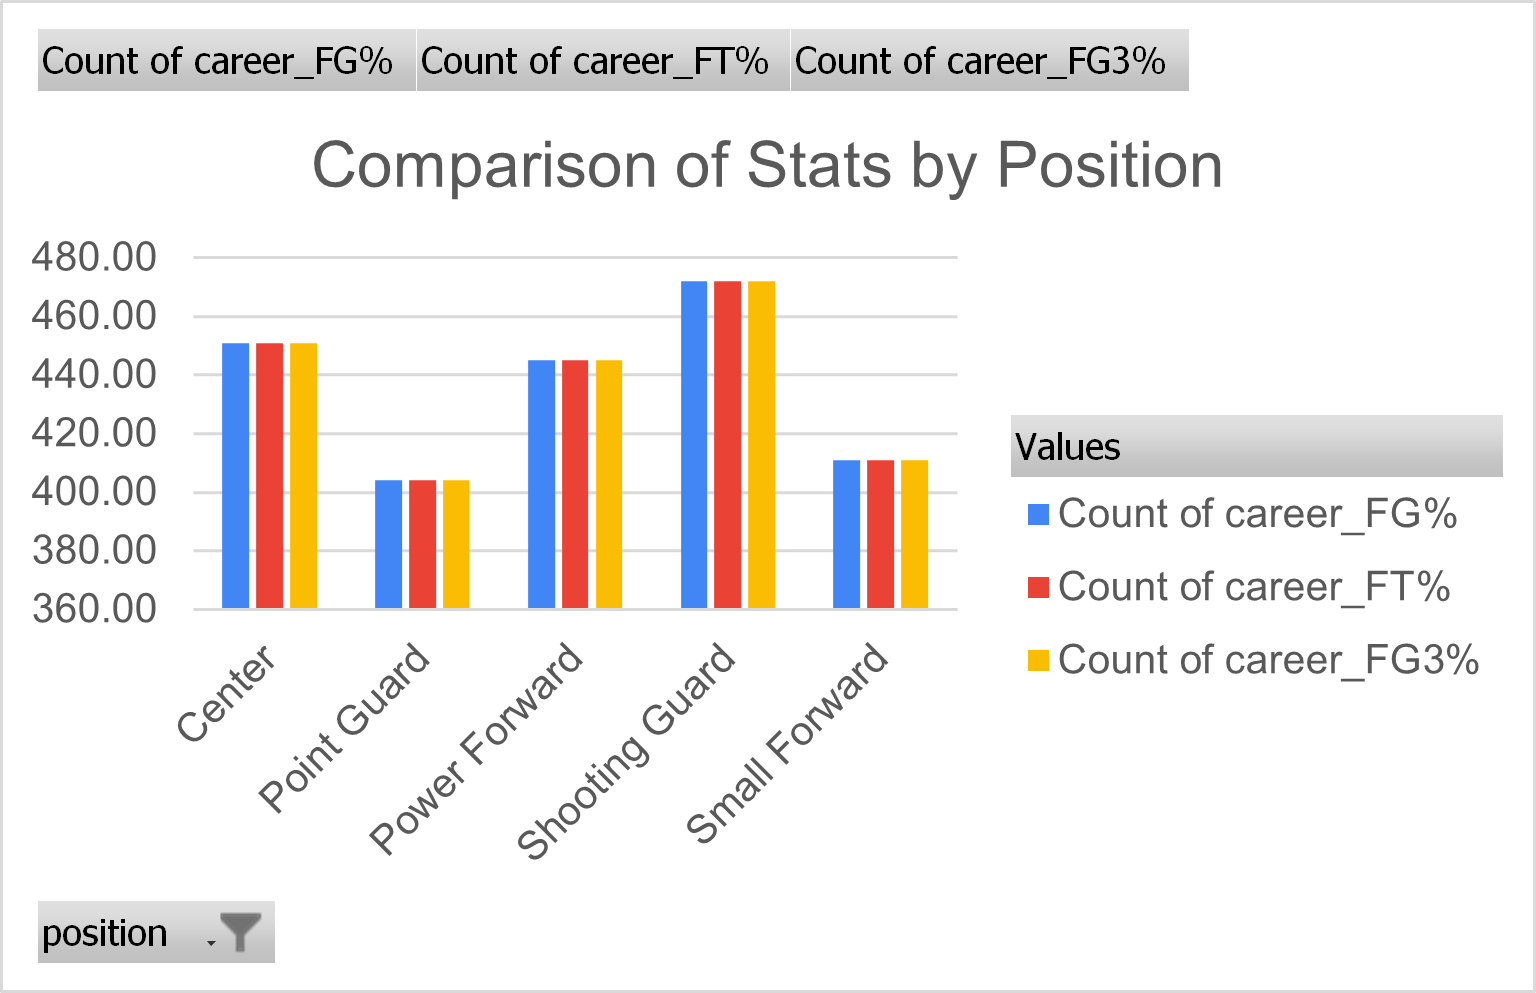 Count of career_FG% Count of career_FT% Count of career_FG3%
Comparison of Stats by Position
480.00
460.00
440.00
420.00
400.00
380.00
360.00
Center
Point Guard
Power Forward
Shooting Guard
Small Forward
Values
Count of career_FG%
Count of career_FT%
Count of career_FG3%
position